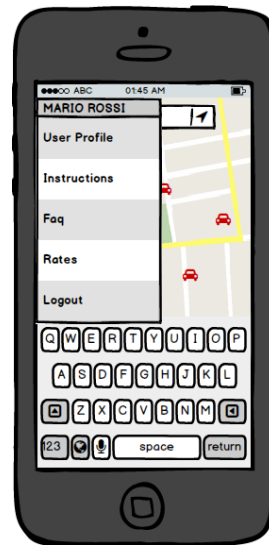 ABC 01:45 AM
MARIO ROSSI
User Profile
Instructions
Faq
Rates
Logout
Q W E R T Y U I O P
A S D F G H J K L
Z X C V B N M
123 space return